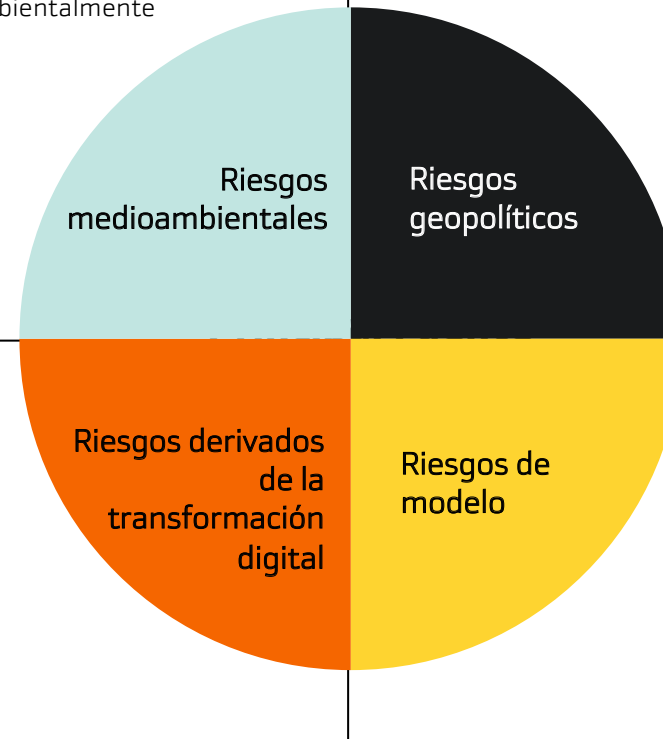 bientalmente
Riesgos
medioambientales
Riesgos
geopolíticos
Riesgos derivados
de la
transformación
digital
Riesgos de
modelo